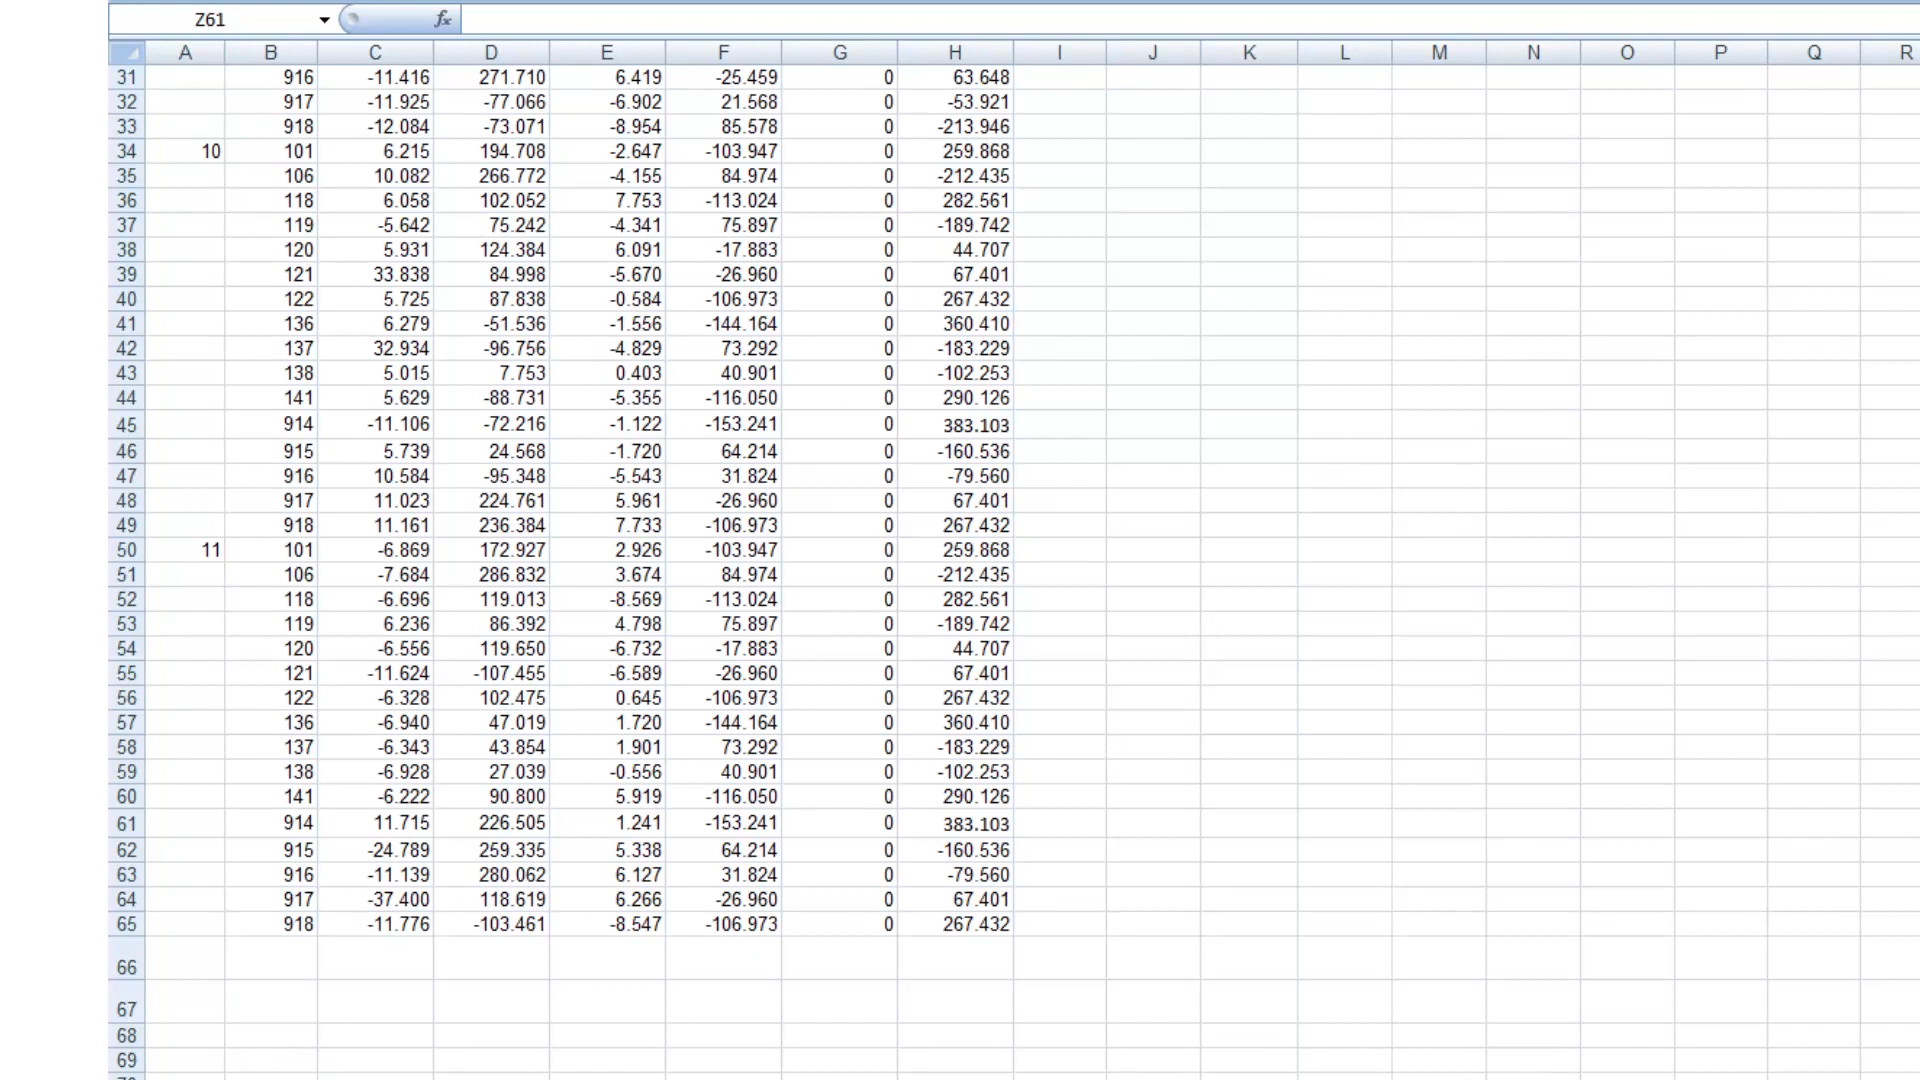 Z61 fx
A B C D E F G H I J K L M N O P Q R
31 916 -11.416 271.710 6.419 -25.459 0 63.648
32 917 -11.925 -77.066 -6.902 21.568 0 -53.921
33 918 -12.084 -73.071 -8.954 85.578 0 -213.946
34 10 101 6.215 194.708 -2.647 -103.947 0 259.868
35 106 10.082 266.772 -4.155 84.974 0 -212.435
36 118 6.058 102.052 7.753 -113.024 0 282.561
37 119 -5.642 75.242 -4.341 75.897 0 -189.742
38 120 5.931 124.384 6.091 -17.883 0 44.707
39 121 33.838 84.998 -5.670 -26.960 0 67.401
40 122 5.725 87.838 -0.584 -106.973 0 267.432
41 136 6.279 -51.536 -1.556 -144.164 0 360.410
42 137 32.934 -96.756 -4.829 73.292 0 -183.229
43 138 5.015 7.753 0.403 40.901 0 -102.253
44 141 5.629 -88.731 -5.355 -116.050 0 290.126
45 914 -11.106 -72.216 -1.122 -153.241 0 383.103
46 915 5.739 24.568 -1.720 64.214 0 -160.536
47 916 10.584 -95.348 -5.543 31.824 0 -79.560
48 917 11.023 224.761 5.961 -26.960 0 67.401
49 918 11.161 236.384 7.733 -106.973 0 267.432
50 11 101 -6.869 172.927 2.926 -103.947 0 259.868
51 106 -7.684 286.832 3.674 84.974 0 -212.435
52 118 -6.696 119.013 -8.569 -113.024 0 282.561
53 119 6.236 86.392 4.798 75.897 0 -189.742
54 120 -6.556 119.650 -6.732 -17.883 0 44.707
55 121 -11.624 -107.455 -6.589 -26.960 0 67.401
56 122 -6.328 102.475 0.645 -106.973 0 267.432
57 136 -6.940 47.019 1.720 -144.164 0 360.410
58 137 -6.343 43.854 1.901 73.292 0 -183.229
59 138 -6.928 27.039 -0.556 40.901 0 -102.253
60 141 -6.222 90.800 5.919 -116.050 0 290.126
61 914 11.715 226.505 1.241 -153.241 0 383.103
62 915 -24.789 259.335 5.338 64.214 0 -160.536
63 916 -11.139 280.062 6.127 31.824 0 -79.560
64 917 -37.400 118.619 6.266 -26.960 0 67.401
65 918 -11.776 -103.461 -8.547 -106.973 0 267.432
66
67
68
69